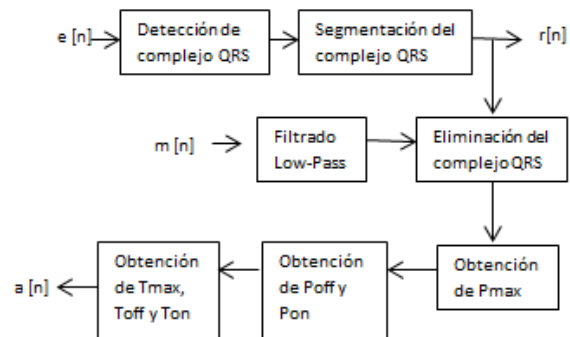 e [n]
Detección de
complejo QRS
Segmentación del
complejo QRS
r[n]
m [n]
Filtrado
Low-Pass
Eliminación del
complejo QRS
a [n]
Obtención
de Tmax,
Toff y Ton
Obtención
de Poff y
Pon
Obtención
de Pmax